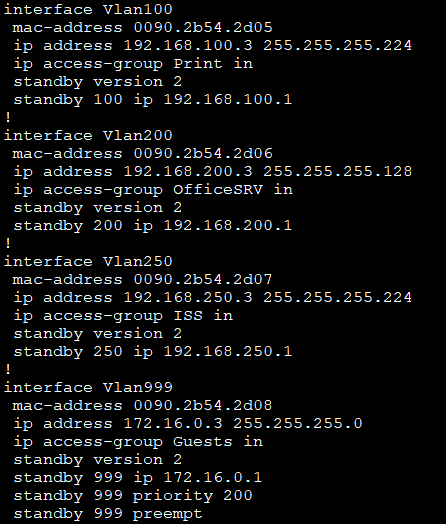 interface Vlan100
mac-address 0090.2b54.2d05
ip address 192.168.100.3 255.255.255.224
ip access-group Print in
standby version 2
standby 100 ip 192.168.100.1
!
interface Vlan200
mac-address 0090.2b54.2d06
ip address 192.168.200.3 255.255.255.128
ip access-group OfficeSRV in
standby version 2
standby 200 ip 192.168.200.1
!
interface Vlan250
mac-address 0090.2b54.2d07
ip address 192.168.250.3 255.255.255.224
ip access-group ISS in
standby version 2
standby 250 ip 192.168.250.1
!
interface Vlan999
mac-address 0090.2b54.2d08
ip address 172.16.0.3 255.255.255.0
ip access-group Guests in
standby version 2
standby 999 ip 172.16.0.1
standby 999 priority 200
standby 999 preempt